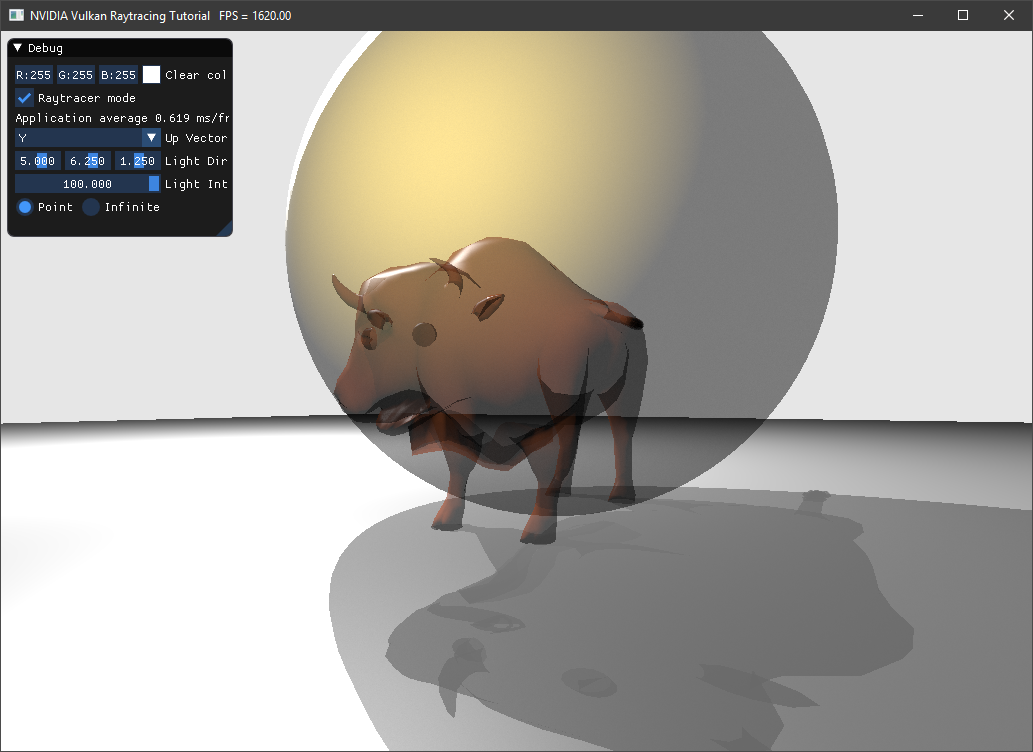 NVIDIA Vulkan Raytracing Tutorial FPS = 1620.00
Debug
R:255 G:255 B:255 Clear col
Raytracer mode
Application average 0.619 ms/fr
Y Up Vector
5.000 6.250 1.250 Light Dir
100.000 Light Int
Point Infinite